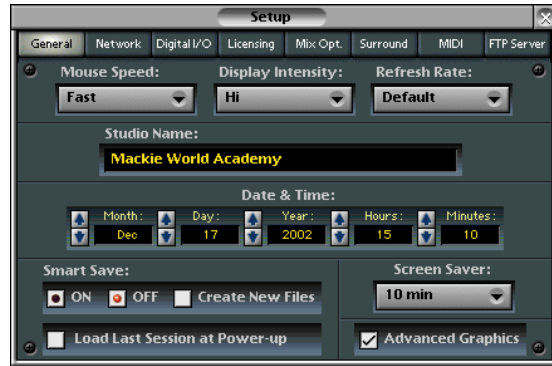 Setup
General Network Digital I/O Licensing Mix Opt. Surround MIDI FTP Server
Mouse Speed: Display Intensity: Refresh Rate:
Fast Hi Default
Studio Name:
Mackie World Academy
Date & Time:
Month: Day: Year: Hours: Minutes:
Dec 17 2002 15 10
Smart Save: Screen Saver:
ON OFF Create New Files 10 min
Load Last Session at Power-up Advanced Graphics